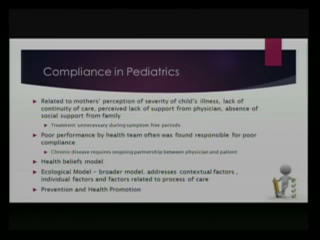 Compliance in Pediatrics
Related to mothers' perception of severity of child's illness, lack of
continuity of care, perceived lack of support from physician, absence of
social support from family
Treatment unnecessary during symptom free periods
Poor performance by health team often was found responsible for poor
compliance
Chronic disease requires ongoing partnership between physician and patient
Health beliefs model
Ecological Model – broader model. addresses contextual factors ,
individual factors and factors related to process of care
Prevention and Health Promotion